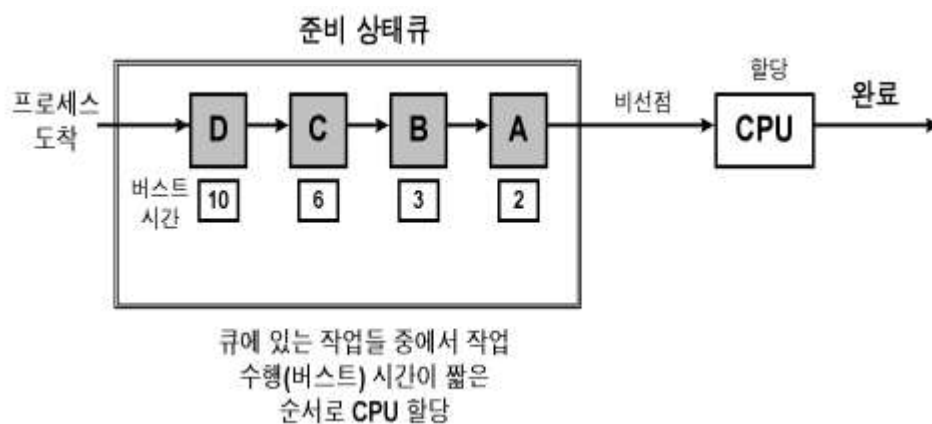 준비 상태큐
프로세스
도착
D
C
B
A
버스트
시간
10
6
3
2
비선점
할당
CPU
완료
큐에 있는 작업들 중에서 작업
수행(버스트) 시간이 짧은
순서로 CPU 할당